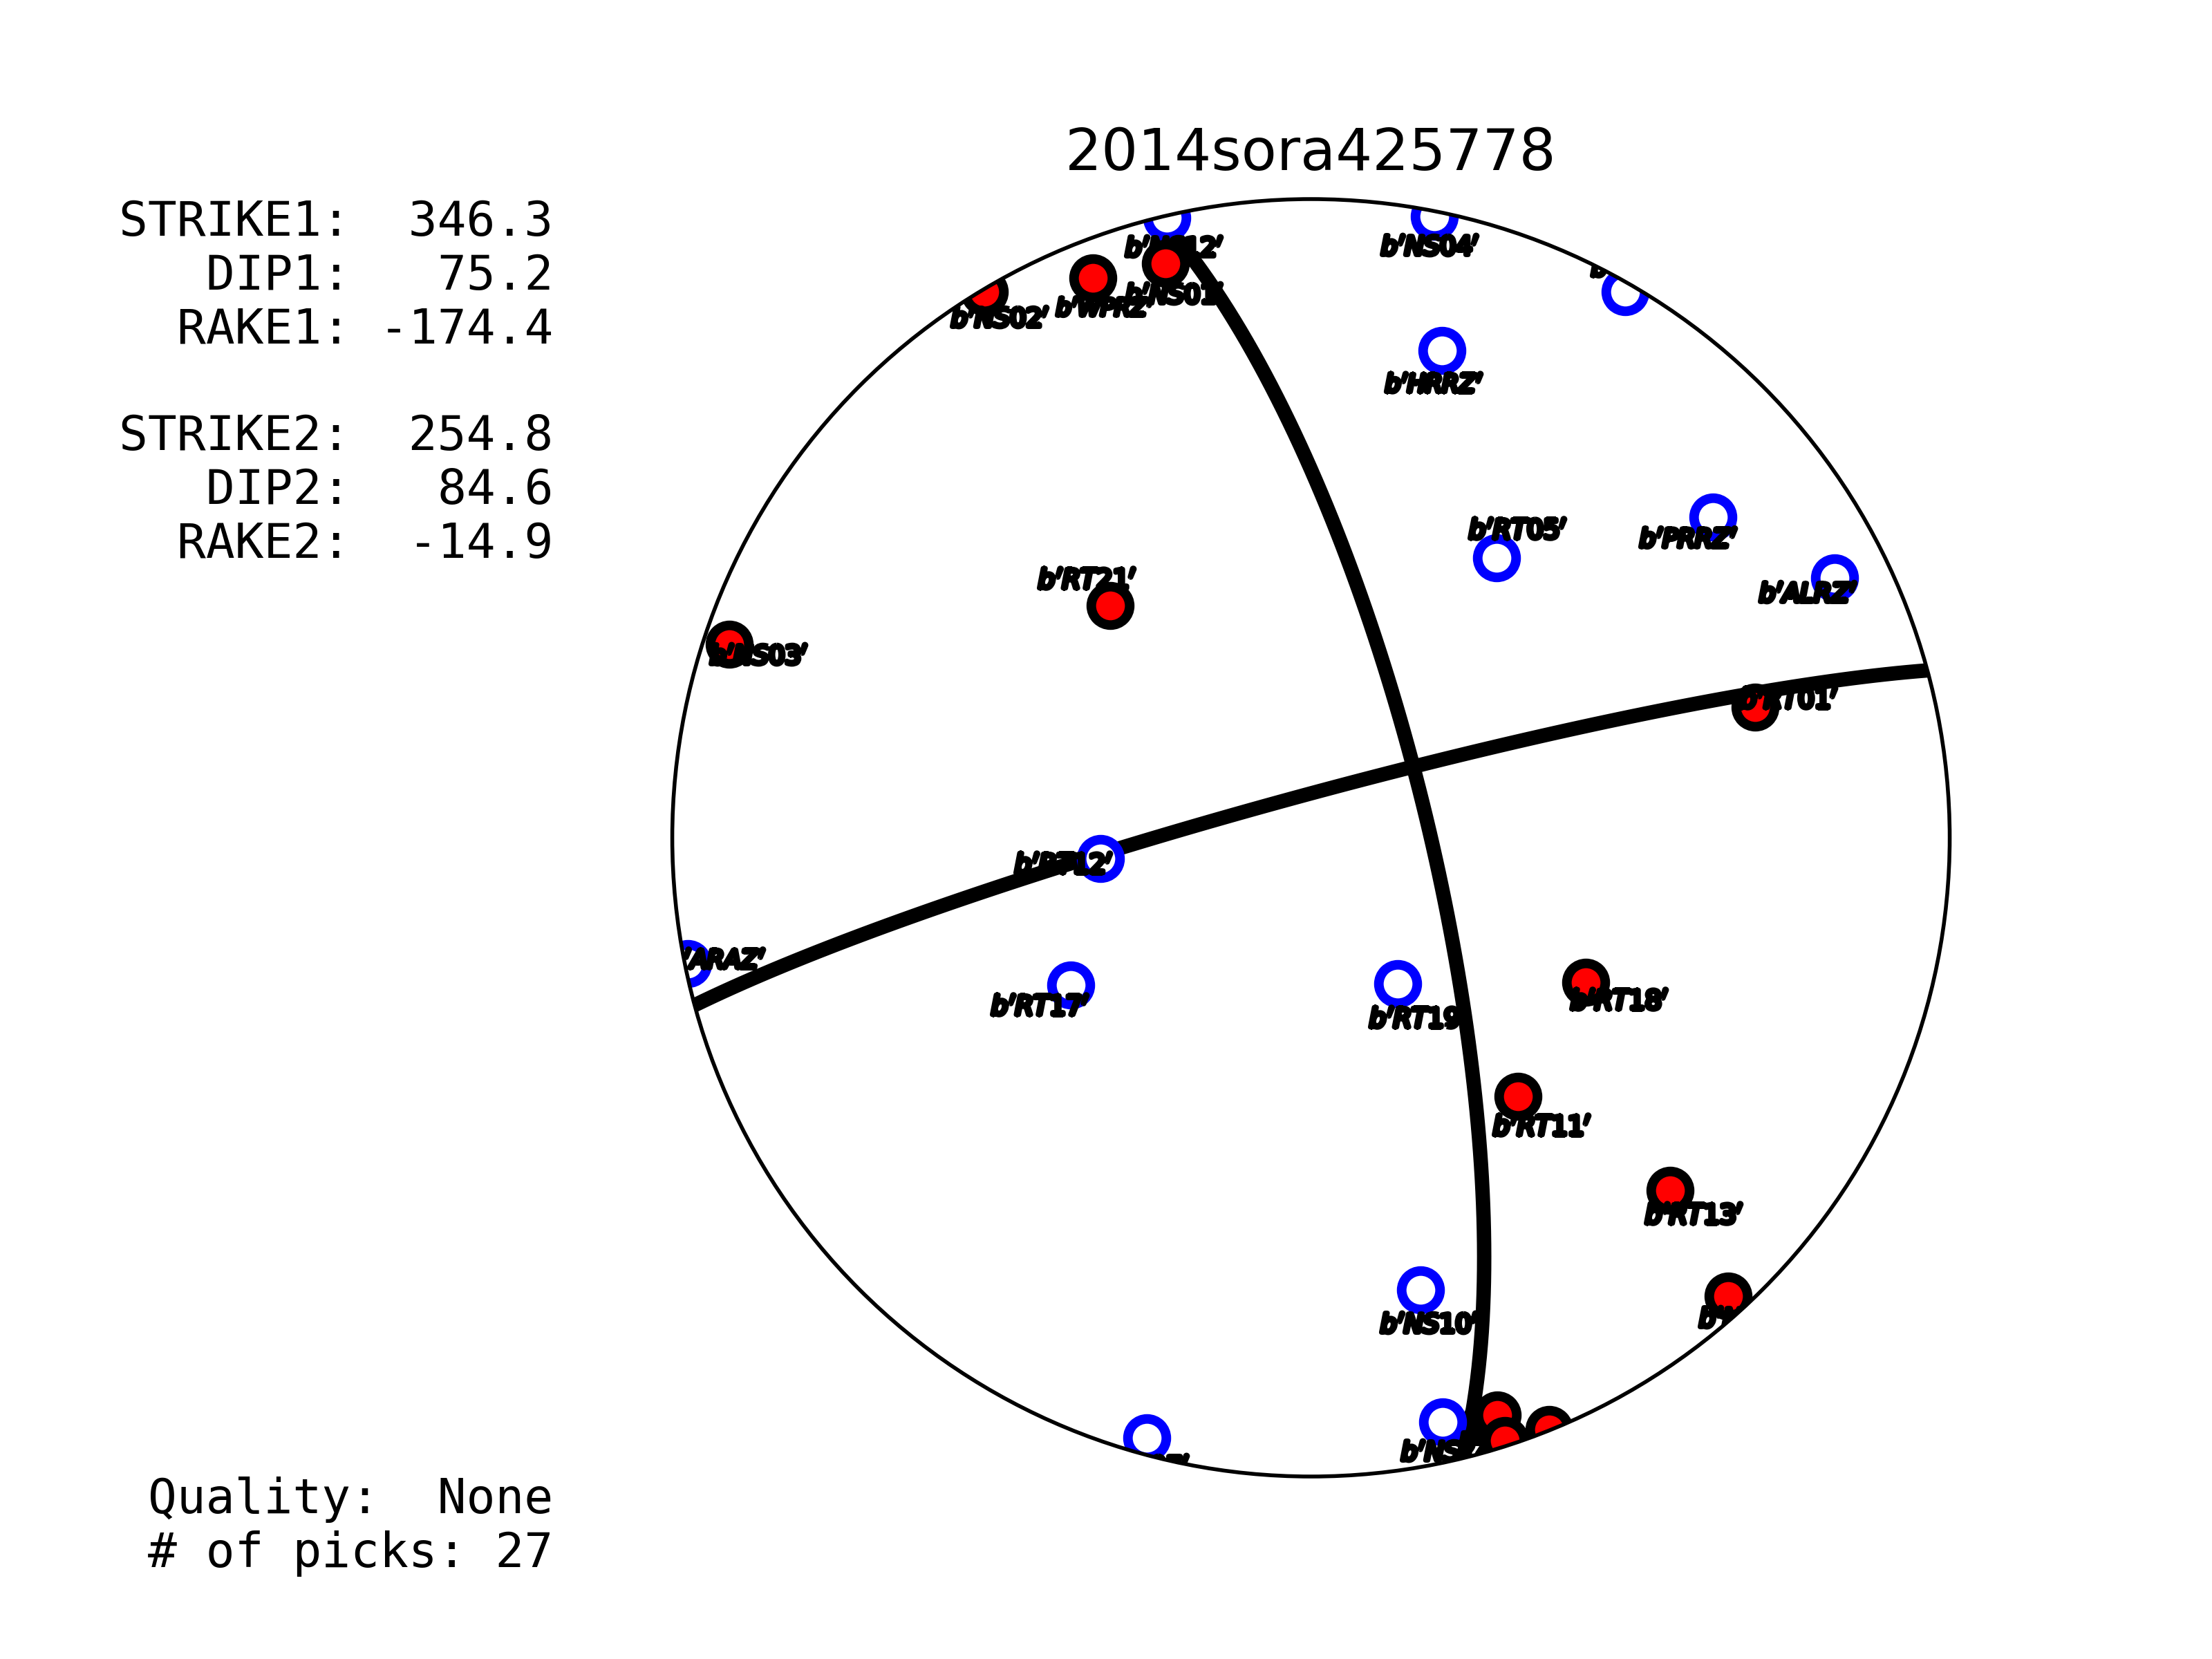 2014sora425778
STRIKE1: 346.3
DIP1: 75.2
RAKE1: -174.4
STRIKE2: 254.8
DIP2: 84.6
RAKE2: -14.9
b'NS04'
b'NS01'
b'NS02'
b'WPRZ'
b'HRRZ'
b'RT05'
b'PRRZ'
b'RT21'
b'ALRZ'
b'NS03'
b'RT01'
'ARAZ'
b'RT17'
b'RT19'
b'RT18'
b'RT11'
b'RT13'
b'NS10'
Quality: None
# of picks: 27